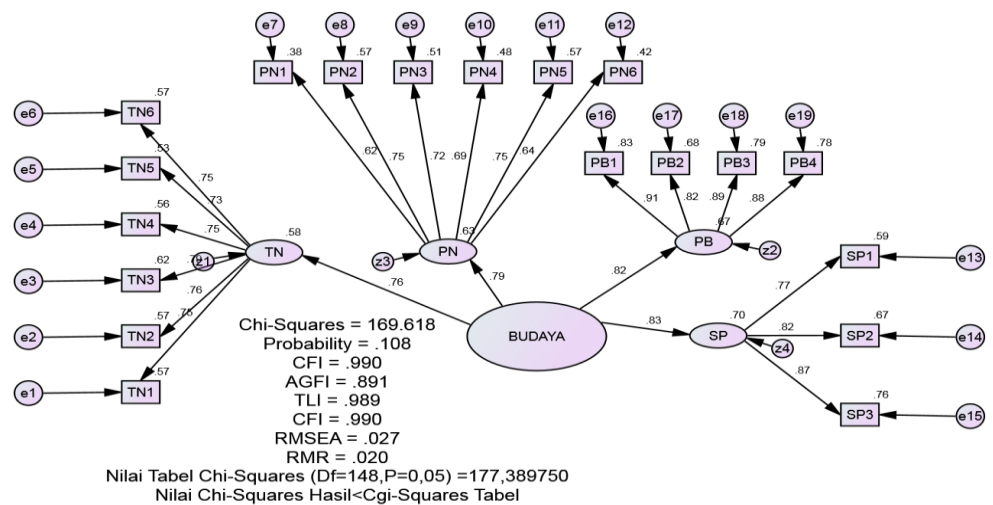 e7 e8 e9 e10 e11 e12
.38 .57 .51 .48 .57 .42
PN1 PN2 PN3 PN4 PN5 PN6
.62 .75 .72 .69 .75 .64
e16 e17 e18 e19
.83 .68 .79 .78
PB1 PB2 PB3 PB4
.91 .82 .89 .88
.67
PB
z2
e6
.57
TN6
.75
e5
.53
TN5
.73
e4
.56
TN4
.75
e3
.62
TN3
e2
.57
TN2
.76
e1
.57
TN1
.75
z1
TN
.58
z3
PN
.63
.76
.79
.82
.83
BUDAYA
SP
.70
z4
.77
.82
.87
.59
SP1
e13
.67
SP2
e14
.76
SP3
e15
Chi-Squares = 169.618
Probability = .108
CFI = .990
AGFI = .891
TLI = .989
CFI = .990
RMSEA = .027
RMR = .020
Nilai Tabel Chi-Squares (Df=148,P=0,05) =177,389750
Nilai Chi-Squares Hasil<Cgi-Squares Tabel